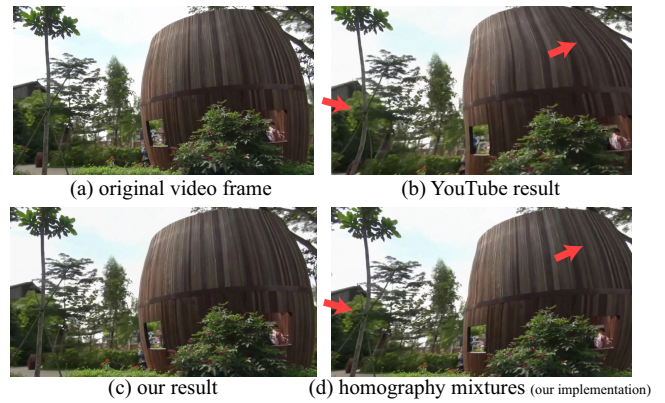 (a) original video frame
(b) YouTube result
(c) our result
(d) homography mixtures (our implementation)